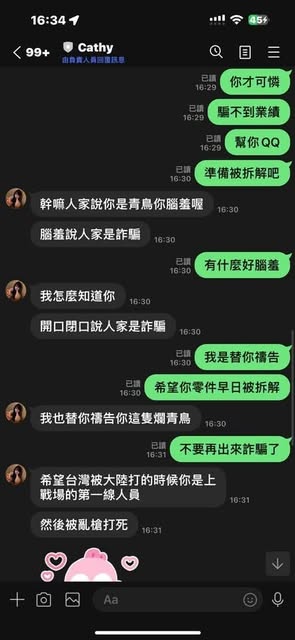 16:34
45
99+
Cathy
由負責人員回覆訊息
已讀
16:29
你才可憐
已讀
16:29
騙不到業績
已讀
16:29
幫你QQ
已讀
16:30
準備被拆解吧
幹嘛人家說你是青鳥你腦羞喔
16:30
腦羞說人家是詐騙
16:30
已讀
16:30
有什麼好腦羞
我怎麼知道你
16:30
開口閉口說人家是詐騙
16:30
已讀
16:30
我是替你禱告
已讀
16:30
希望你零件早日被拆解
我也替你禱告你這隻爛青鳥
16:30
已讀
16:31
不要再出來詐騙了
希望台灣被大陸打的時候你是上
戰場的第一線人員
16:31
然後被亂槍打死
16:31
Aa